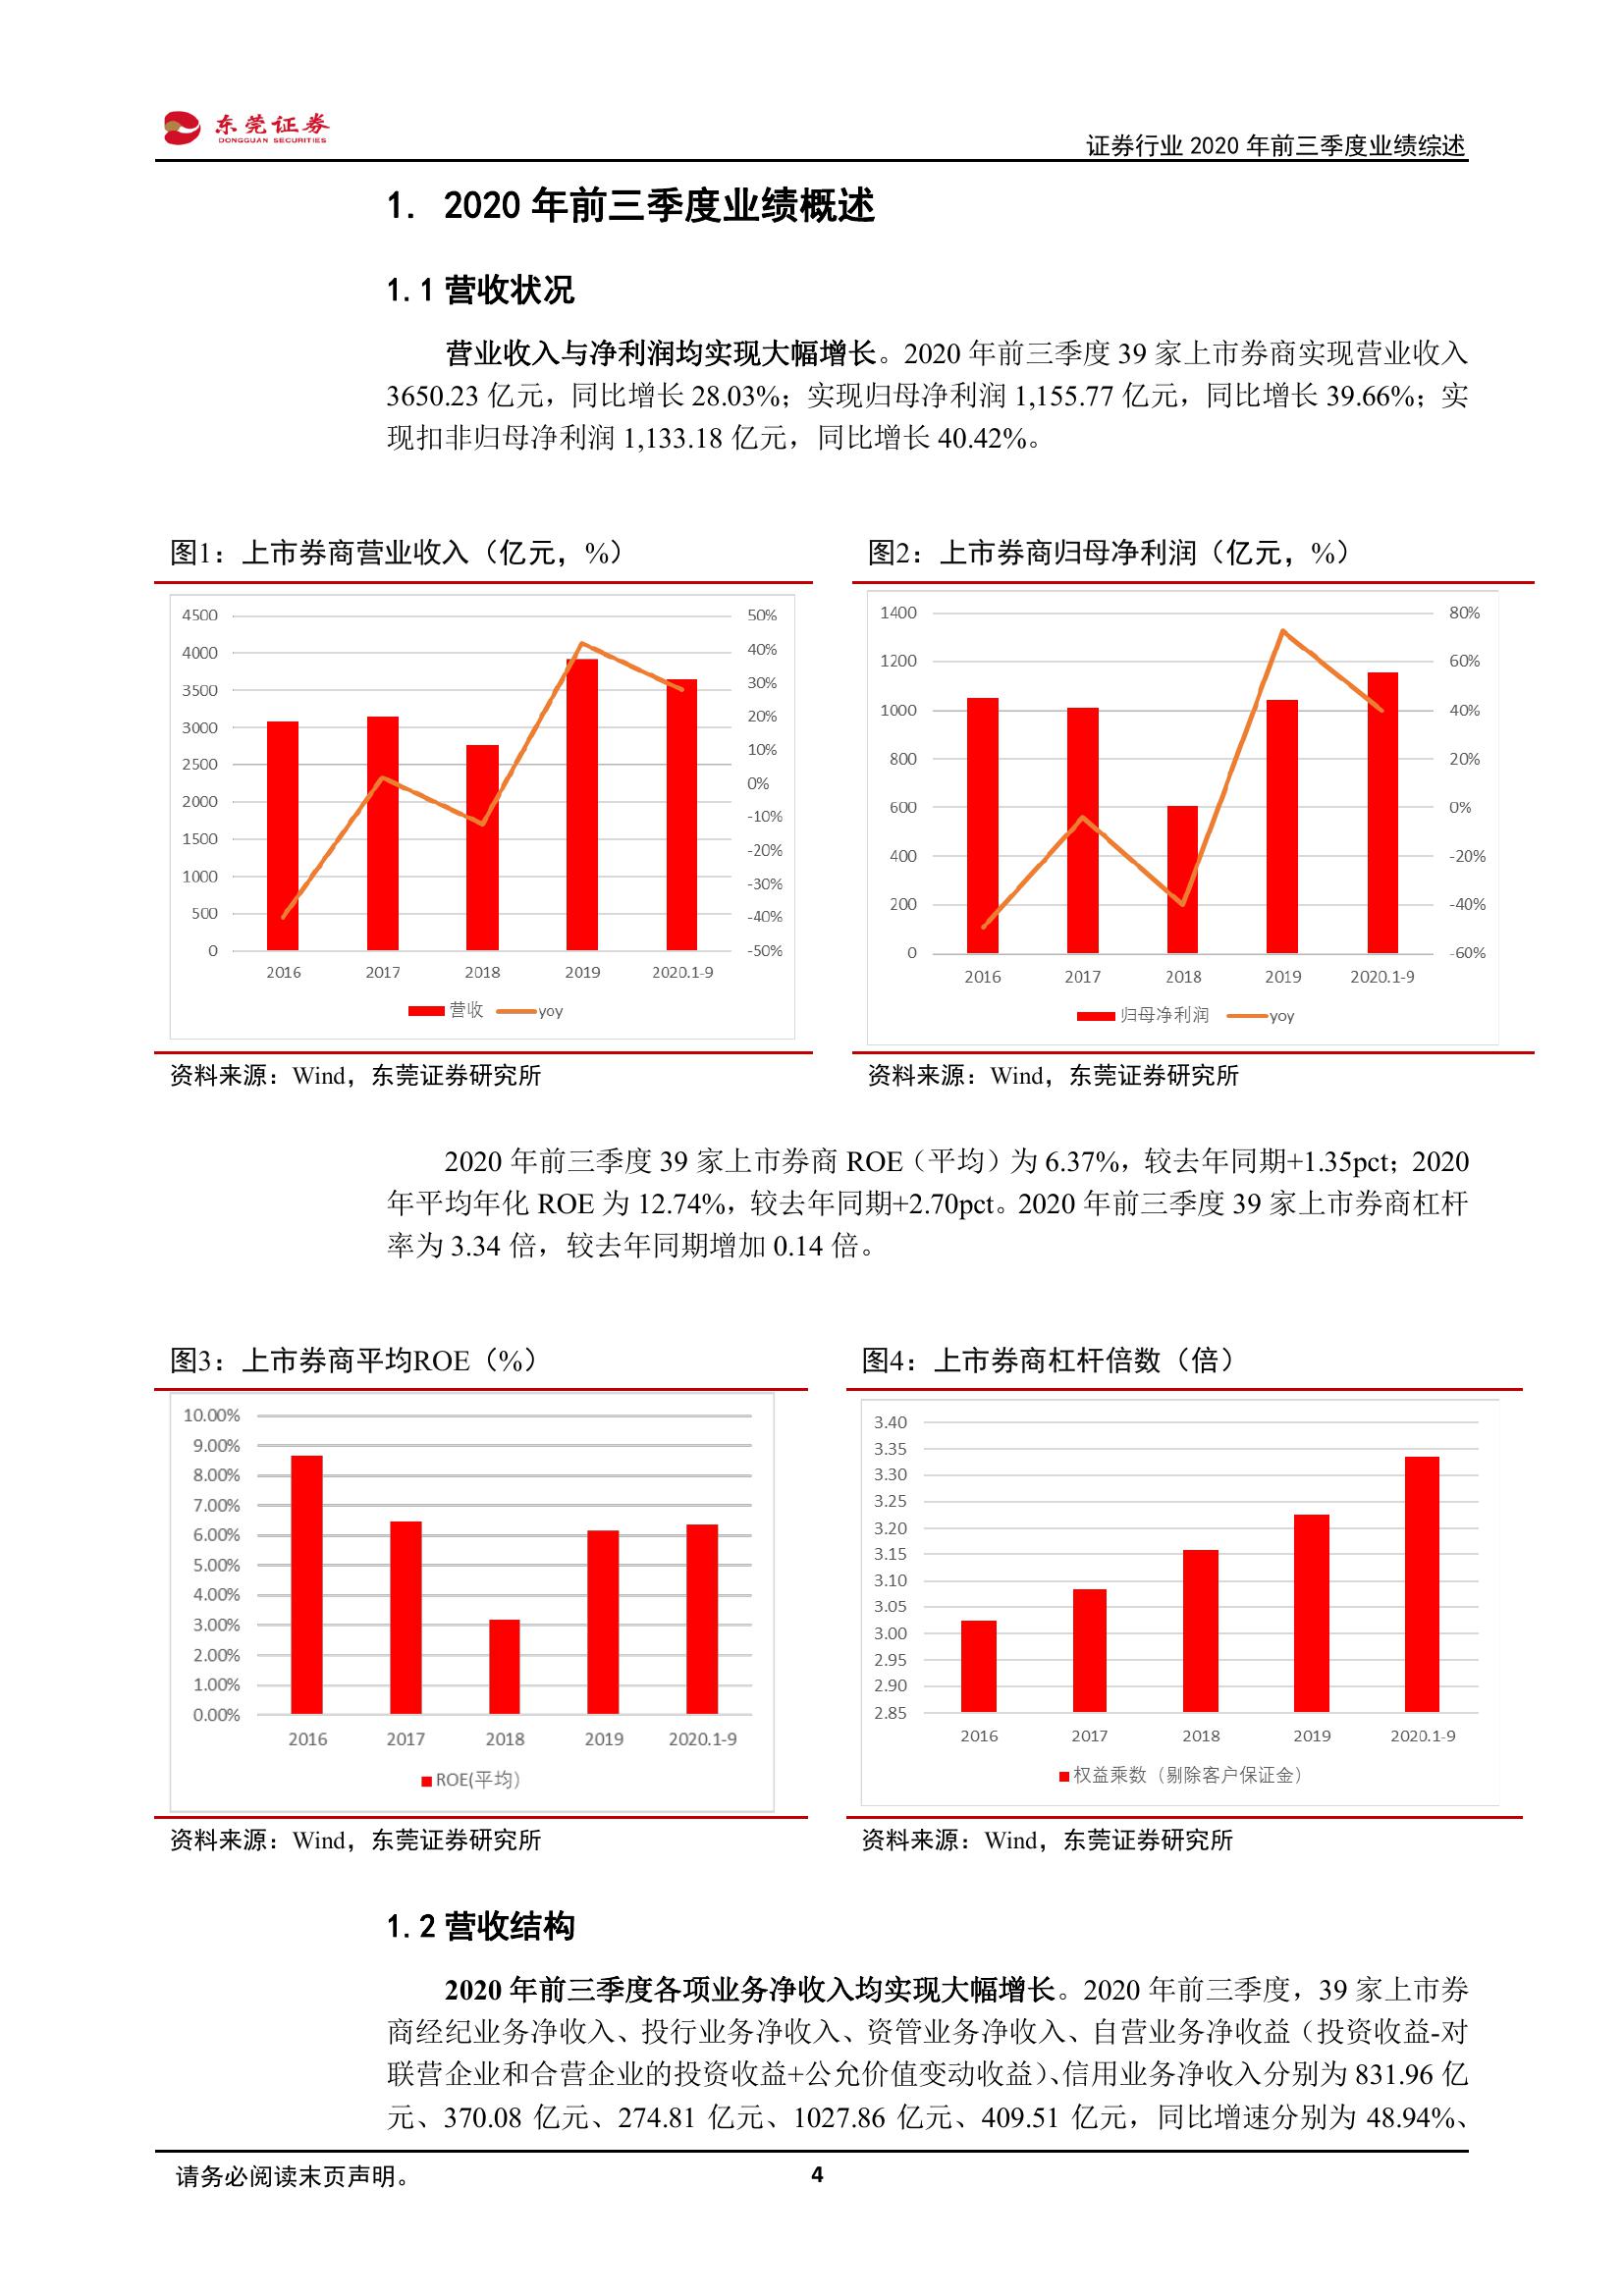 东莞证券
DONGGUAN SECURITIES
证券行业 2020 年前三季度业绩综述
1. 2020 年前三季度业绩概述
1.1 营收状况
营业收入与净利润均实现大幅增长。2020 年前三季度 39 家上市券商实现营业收入
3650.23 亿元，同比增长 28.03%；实现归母净利润 1,155.77 亿元，同比增长 39.66%；实
现扣非归母净利润 1,133.18 亿元，同比增长 40.42%。
图1：上市券商营业收入（亿元，%）
4500
4000
3500
3000
2500
2000
1500
1000
500
0
50%
40%
30%
20%
10%
0%
-10%
-20%
-30%
-40%
-50%
2016 2017 2018 2019 2020.1-9
营收 yoy
资料来源：Wind，东莞证券研究所
图2：上市券商归母净利润（亿元，%）
1400
1200
1000
800
600
400
200
0
80%
60%
40%
20%
0%
-20%
-40%
-60%
2016 2017 2018 2019 2020.1-9
归母净利润 yoy
资料来源：Wind，东莞证券研究所
2020 年前三季度 39 家上市券商 ROE（平均）为 6.37%，较去年同期+1.35pct；2020
年平均年化 ROE 为 12.74%，较去年同期+2.70pct。2020 年前三季度 39 家上市券商杠杆
率为 3.34 倍，较去年同期增加 0.14 倍。
图3：上市券商平均ROE（%）
10.00%
9.00%
8.00%
7.00%
6.00%
5.00%
4.00%
3.00%
2.00%
1.00%
0.00%
2016 2017 2018 2019 2020.1-9
ROE(平均）
资料来源：Wind，东莞证券研究所
图4：上市券商杠杆倍数（倍）
3.40
3.35
3.30
3.25
3.20
3.15
3.10
3.05
3.00
2.95
2.90
2.85
2016 2017 2018 2019 2020.1-9
权益乘数（剔除客户保证金）
资料来源：Wind，东莞证券研究所
1.2 营收结构
2020 年前三季度各项业务净收入均实现大幅增长。2020 年前三季度，39 家上市券
商经纪业务净收入、投行业务净收入、资管业务净收入、自营业务净收益（投资收益-对
联营企业和合营企业的投资收益+公允价值变动收益）、信用业务净收入分别为 831.96 亿
元、370.08 亿元、274.81 亿元、1027.86 亿元、409.51 亿元，同比增速分别为 48.94%、
请务必阅读末页声明。
4